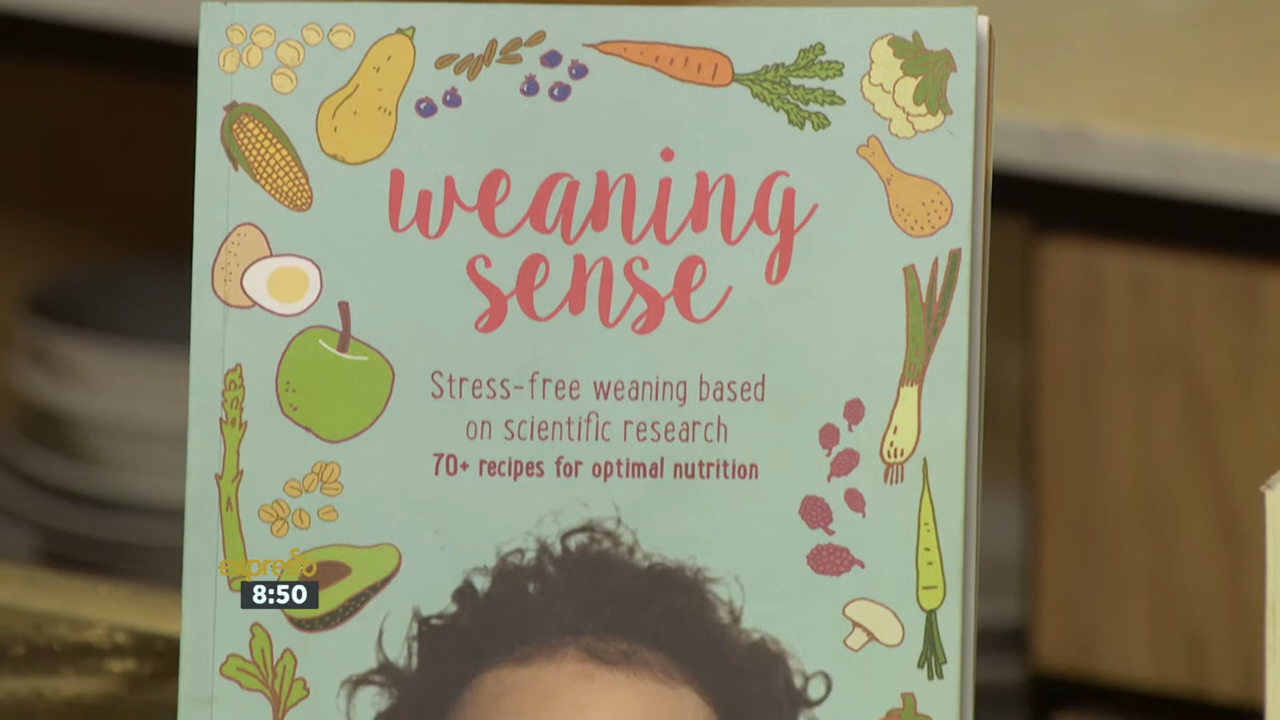 weaning
sense
Stress-free weaning based
on scientific research
70+ recipes for optimal nutrition
expresso
8:50